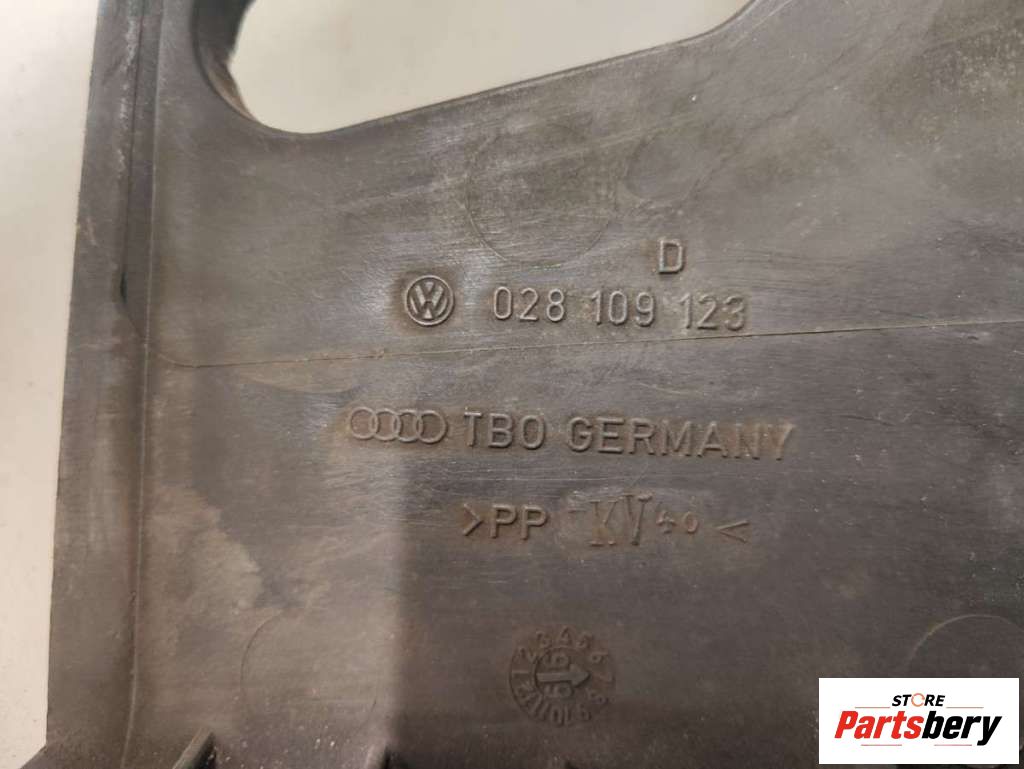 D
028 109 123
TBO GERMANY
>PP KV 40 <
STORE
Partsbery